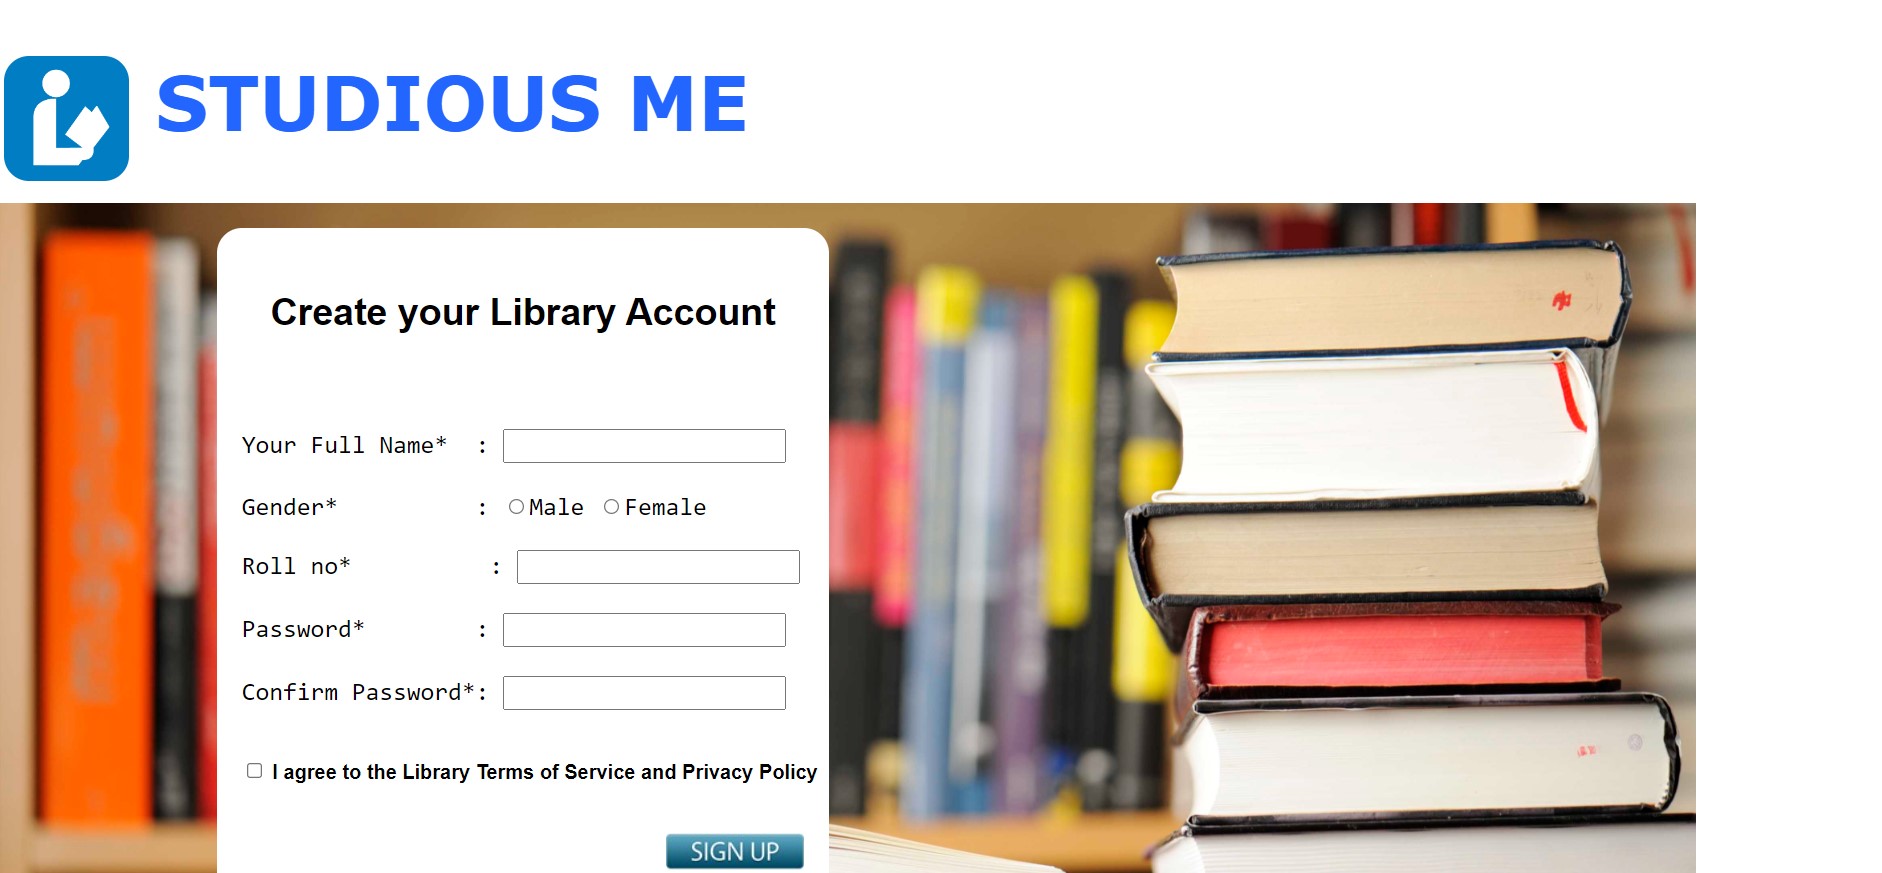 STUDIOUS ME
Create your Library Account
Your Full Name* :
Gender* : Male Female
Roll no* :
Password* :
Confirm Password*:
I agree to the Library Terms of Service and Privacy Policy
SIGN UP